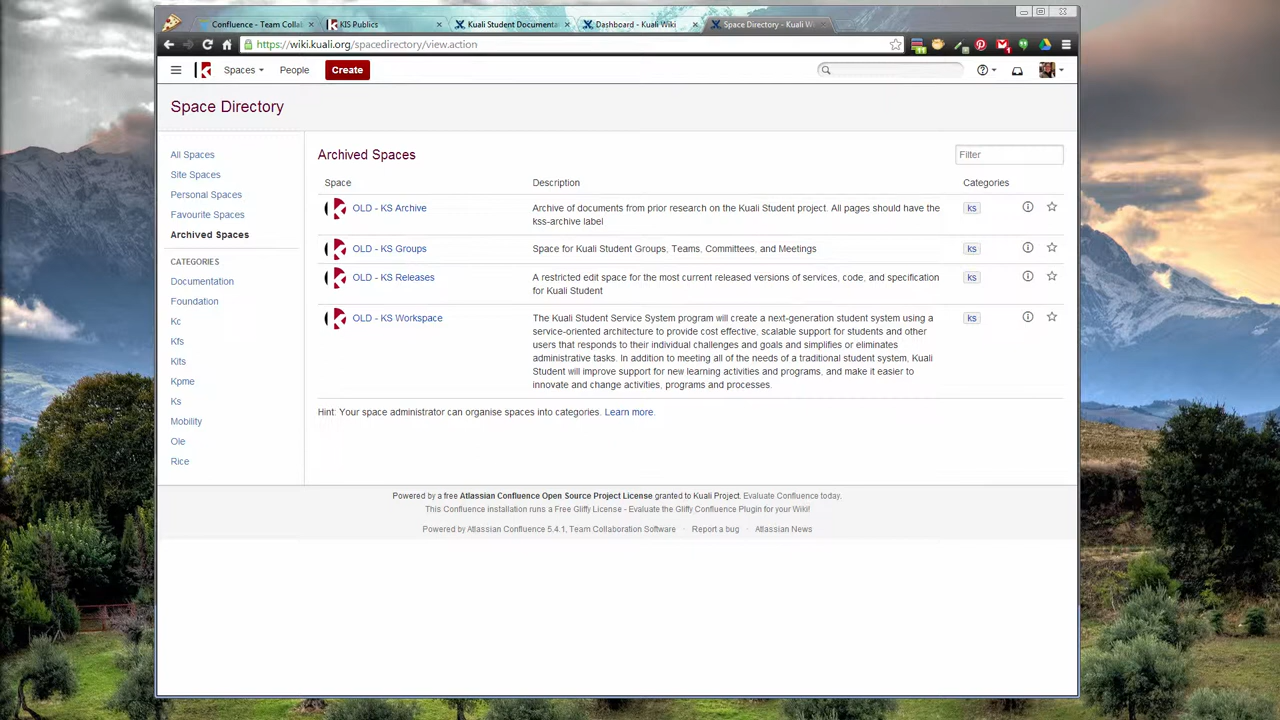 Confluence - Team Colla
KIS Publics
Kuali Student Documenta
Dashboard - Kuali Wiki
Space Directory - Kuali W
https://wiki.kuali.org/spacedirectory/view.action
Spaces
People
Create
Space Directory
All Spaces
Site Spaces
Personal Spaces
Favourite Spaces
Archived Spaces
CATEGORIES
Documentation
Foundation
Kc
Kfs
Kits
Kpme
Ks
Mobility
Ole
Rice
Archived Spaces
Filter
Space Description Categories
OLD - KS Archive Archive of documents from prior research on the Kuali Student project. All pages should have the ks
kss-archive label
OLD - KS Groups Space for Kuali Student Groups, Teams, Committees, and Meetings ks
OLD - KS Releases A restricted edit space for the most current released versions of services, code, and specification ks
for Kuali Student
OLD - KS Workspace The Kuali Student Service System program will create a next-generation student system using a ks
service-oriented architecture to provide cost effective, scalable support for students and other
users that responds to their individual challenges and goals and simplifies or eliminates
administrative tasks. In addition to meeting all of the needs of a traditional student system, Kuali
Student will improve support for new learning activities and programs, and make it easier to
innovate and change activities, programs and processes.
Hint: Your space administrator can organise spaces into categories. Learn more.
Powered by a free Atlassian Confluence Open Source Project License granted to Kuali Project. Evaluate Confluence today.
This Confluence installation runs a Free Gliffy License - Evaluate the Gliffy Confluence Plugin for your Wiki!
Powered by Atlassian Confluence 5.4.1, Team Collaboration Software · Report a bug · Atlassian News